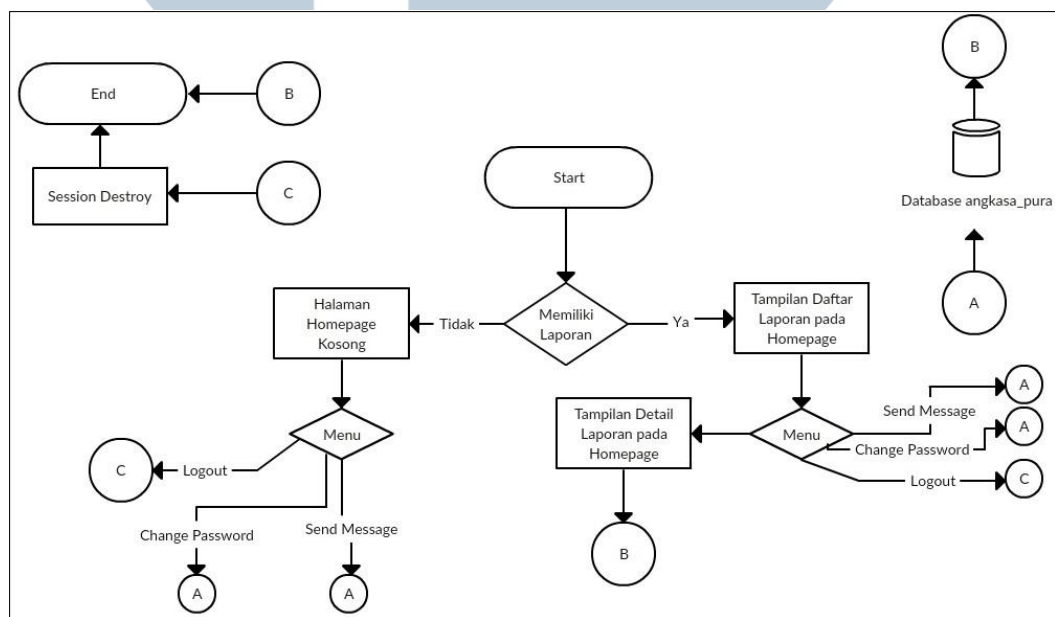 B
End
B
Start
Session Destroy
C
Database angkasa_pura
Halaman
Homepage
Kosong
Tidak
Memiliki
Laporan
Ya
Tampilan Daftar
Laporan pada
Homepage
A
A
Send Message
Tampilan Detail
Laporan pada
Homepage
Menu
A
Change Password
Menu
C
Logout
Logout
C
Change Password
Send Message
B
A
A